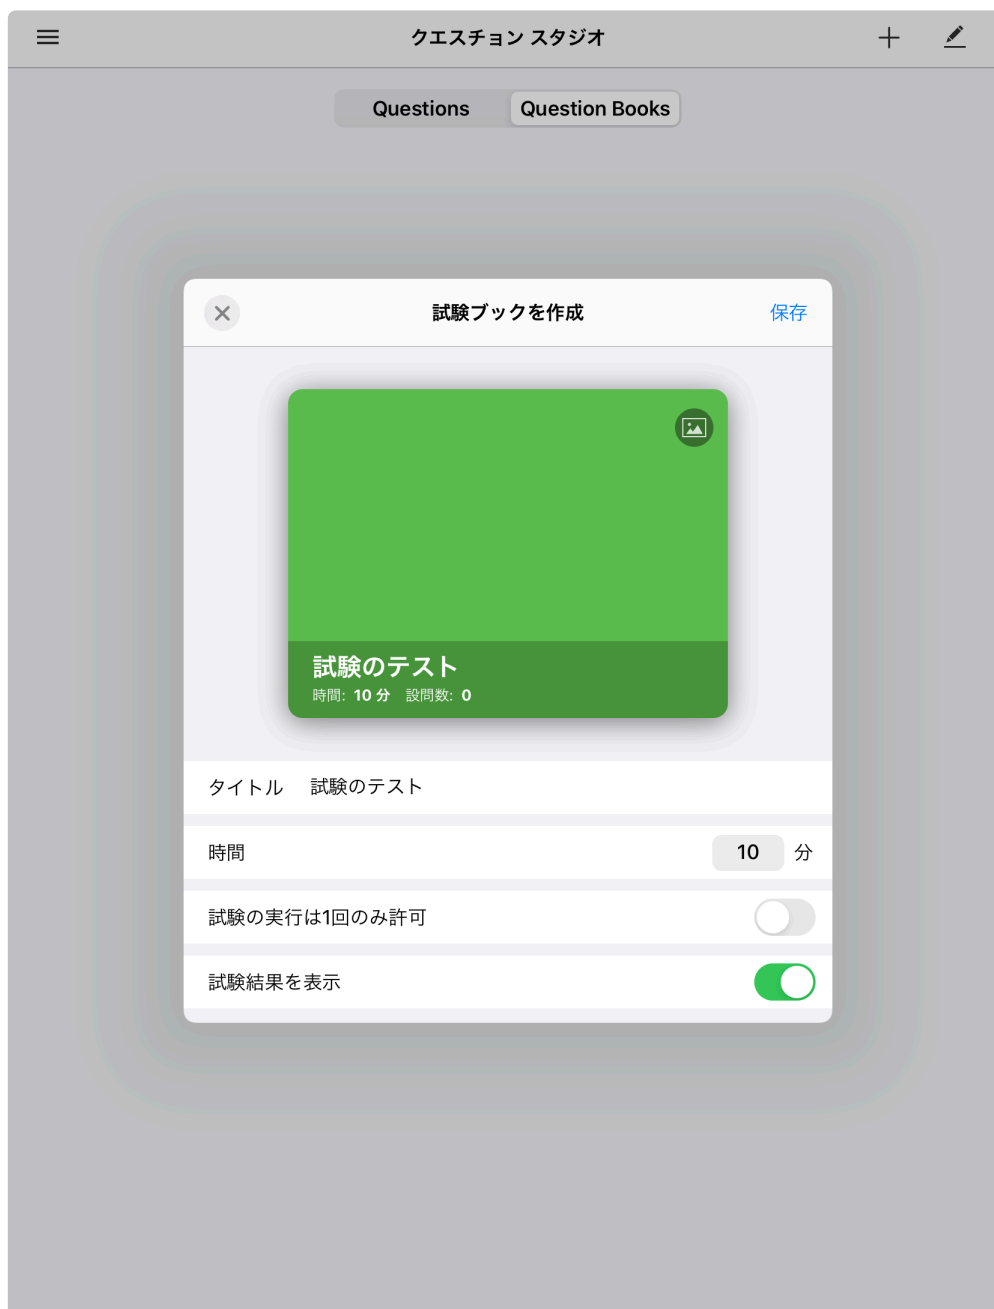 クエスチョン スタジオ
Questions Question Books
試験ブックを作成 保存
試験のテスト
時間: 10 分 設問数: 0
タイトル 試験のテスト
時間 10 分
試験の実行は1回のみ許可
試験結果を表示